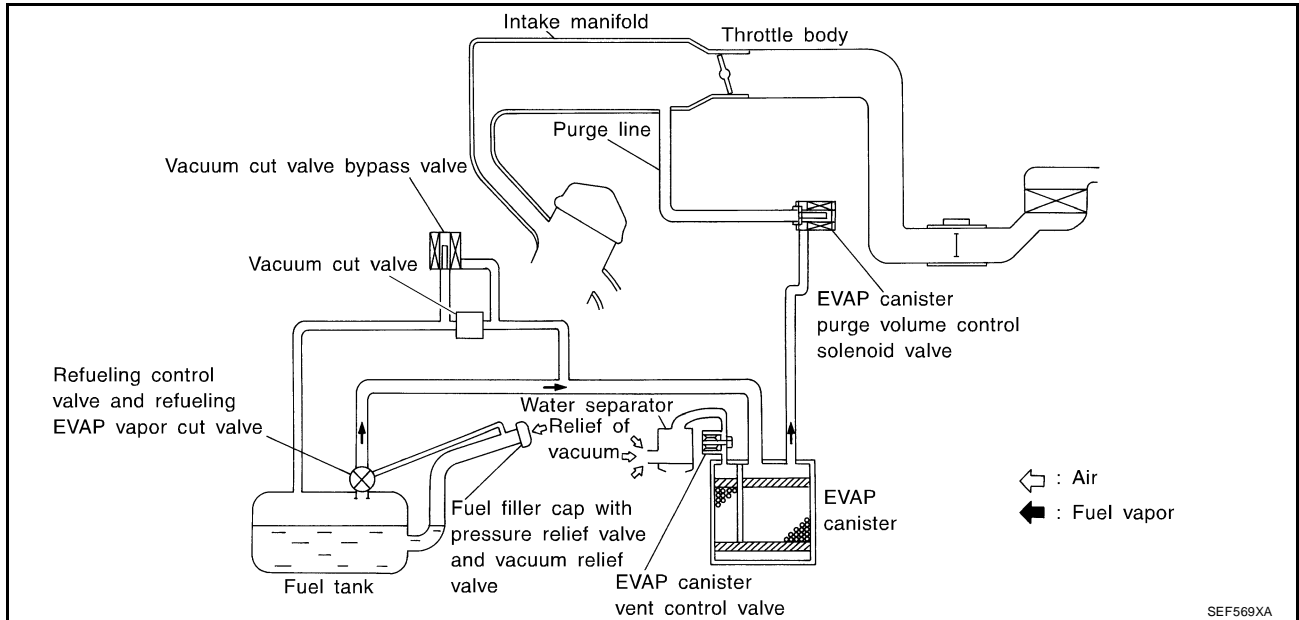 Intake manifold
Throttle body
Purge line
Vacuum cut valve bypass valve
Vacuum cut valve
EVAP canister
purge volume control
solenoid valve
Refueling control
valve and refueling
EVAP vapor cut valve
Water separator
Relief of
vacuum
Fuel filler cap with
pressure relief valve
and vacuum relief
valve
EVAP
canister
: Air
: Fuel vapor
Fuel tank
EVAP canister
vent control valve
SEF569XA